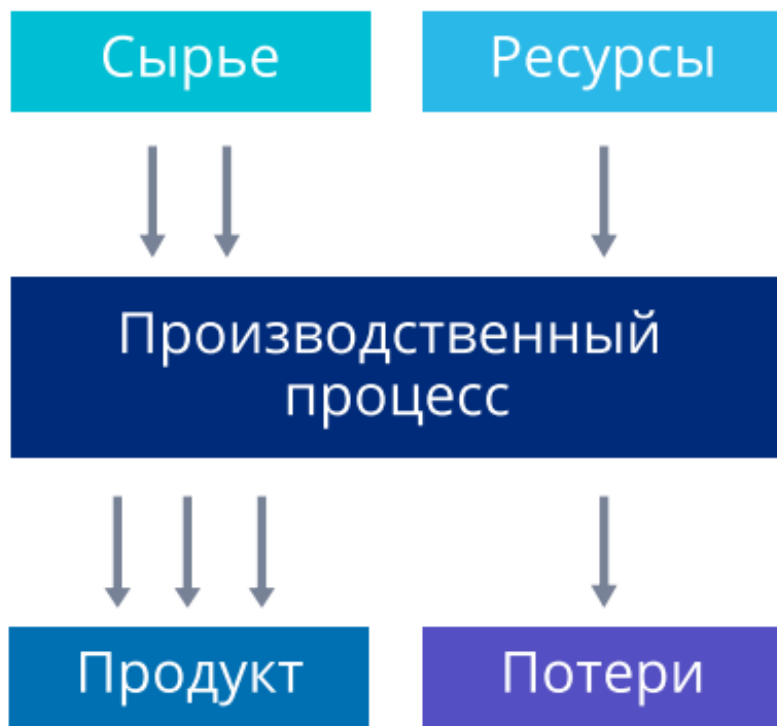 Сырье
Ресурсы
Производственный
процесс
Продукт
Потери